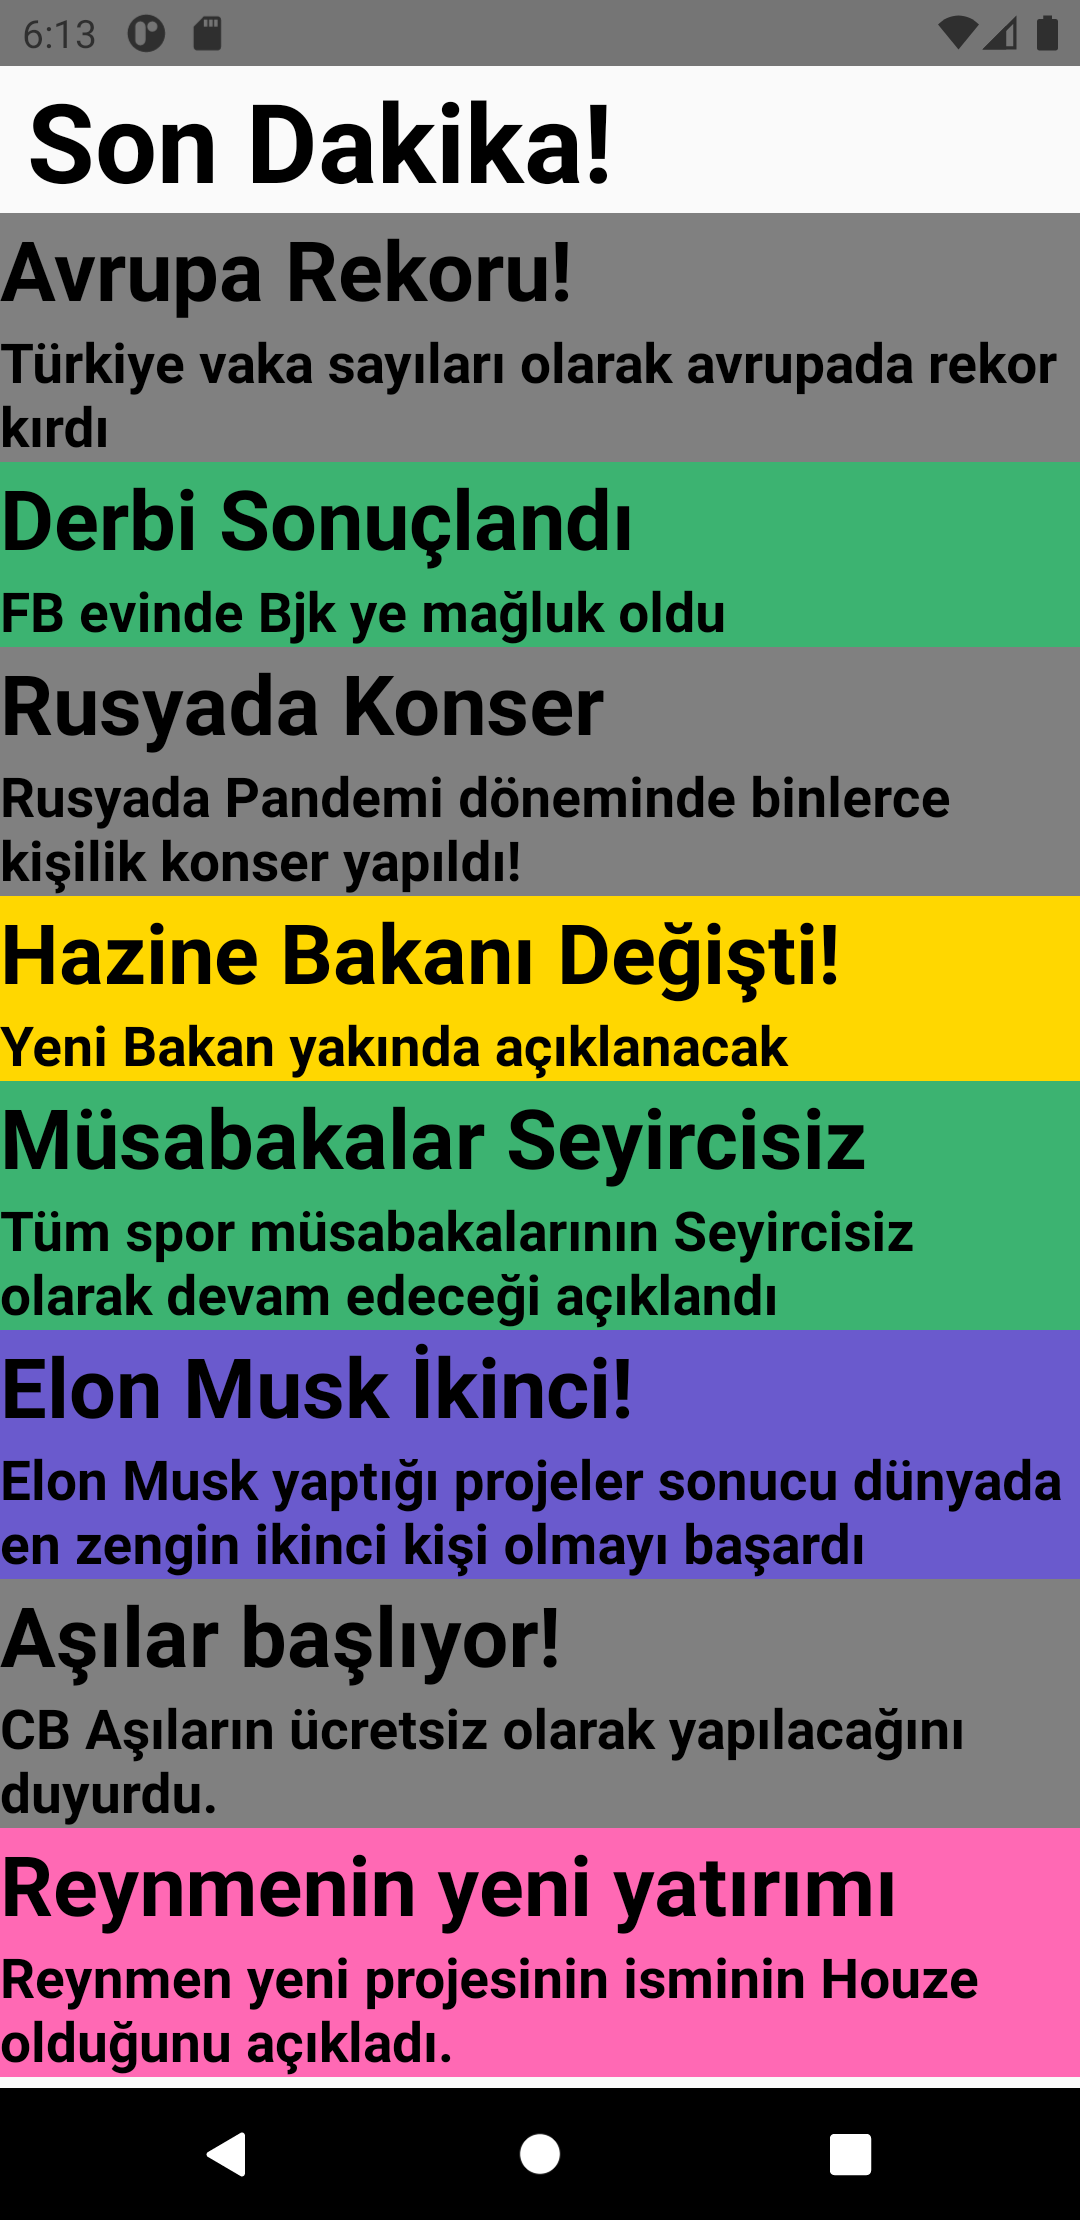 6:13
Son Dakika!
Avrupa Rekoru!
Türkiye vaka sayıları olarak avrupada rekor
kırdı
Derbi Sonuçlandı
FB evinde Bjk ye mağluk oldu
Rusyada Konser
Rusyada Pandemi döneminde binlerce
kişilik konser yapıldı!
Hazine Bakanı Değişti!
Yeni Bakan yakında açıklanacak
Müsabakalar Seyircisiz
Tüm spor müsabakalarının Seyircisiz
olarak devam edeceği açıklandı
Elon Musk İkinci!
Elon Musk yaptığı projeler sonucu dünyada
en zengin ikinci kişi olmayı başardı
Aşılar başlıyor!
CB Aşıların ücretsiz olarak yapılacağını
duyurdu.
Reynmenin yeni yatırımı
Reynmen yeni projesinin isminin Houze
olduğunu açıkladı.